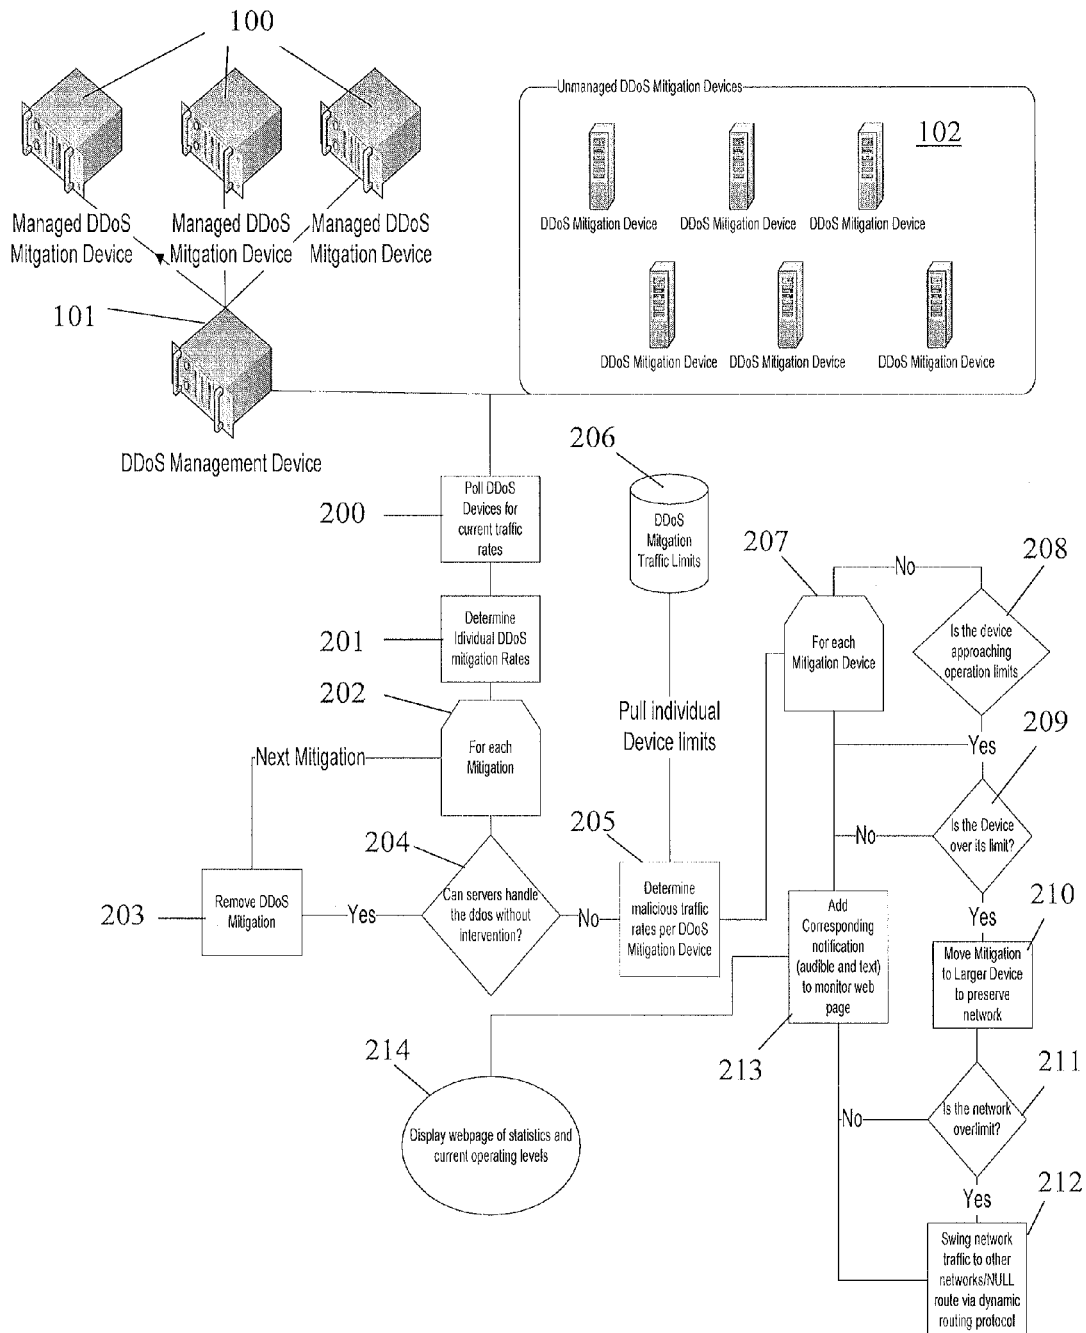 100
Unmanaged DDoS Mitigation Devices
102
DDoS Mitigation Device
DDoS Mitigation Device
DDoS Mitigation Device
DDoS Mitigation Device
DDoS Mitigation Device
DDoS Mitigation Device
Managed DDoS
Mitgation Device
Managed DDoS
Mitgation Device
Managed DDoS
Mitgation Device
101
DDoS Management Device
200
Poll DDoS
Devices for
current traffic
rates
201
Determine
Idividual DDoS
mitigation Rates
202
For each
Mitigation
Next Mitigation
203
Remove DDoS
Mitigation
Yes
204
Can servers handle
the ddos without
intervention?
No
205
Determine
malicious traffic
rates per DDoS
Mitigation Device
206
DDoS
Mitgation
Traffic Limits
Pull individual
Device limits
207
For each
Mitigation Device
No
208
Is the device
approaching
operation limits
Yes
209
Is the Device
over its limit?
No
Yes
210
Move Mitigation
to Larger Device
to preserve
network
211
Is the network
overlimit?
No
Yes
212
Swing network
traffic to other
networks/NULL
route via dynamic
routing protocol
Add
Corresponding
notification
(audible and text)
to monitor web
page
213
214
Display webpage of statistics and
current operating levels